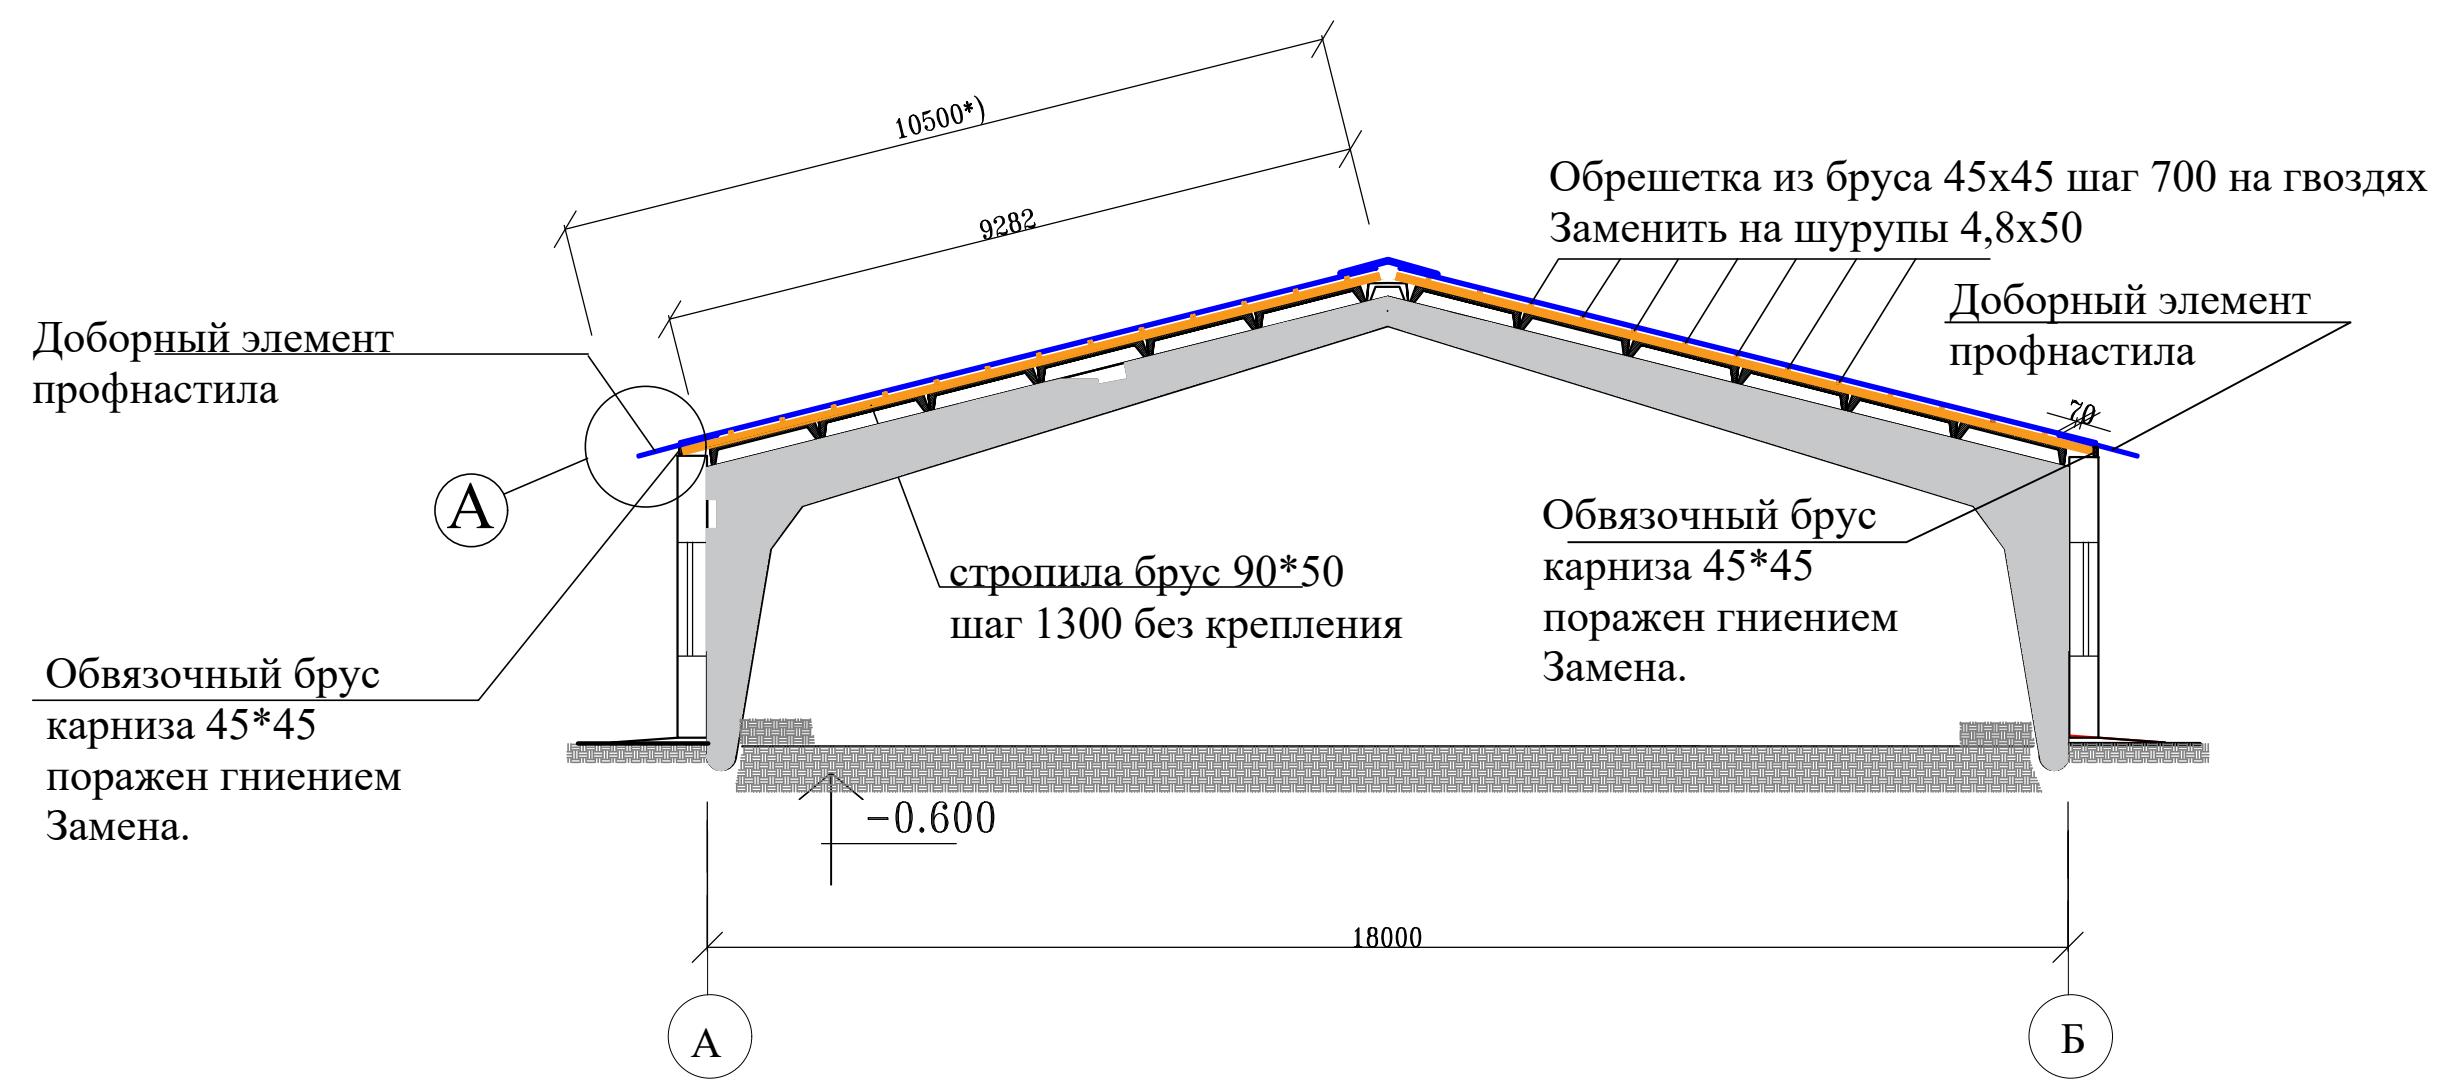 10500*)
9282
Обрешетка из бруса 45х45 шаг 700 на гвоздях
Заменить на шурупы 4,8х50
Доборный элемент
профнастила
Доборный элемент
профнастила
70
А
Обвязочный брус
карниза 45*45
поражен гниением
Замена.
стропила брус 90*50
шаг 1300 без крепления
Обвязочный брус
карниза 45*45
поражен гниением
Замена.
-0.600
18000
А
Б